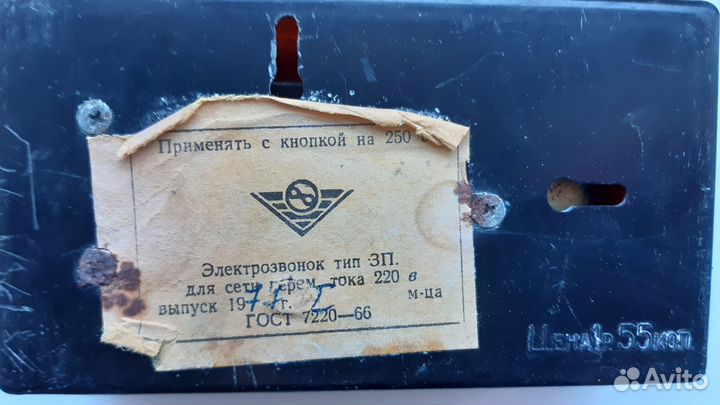 Применять с кнопкой на 250 в
Электрозвонок тип ЗП.
для сети перем. тока 220 в
выпуск 1977 г. I м-ца
ГОСТ 7220—66
Цена 1р 55 коп
Avito